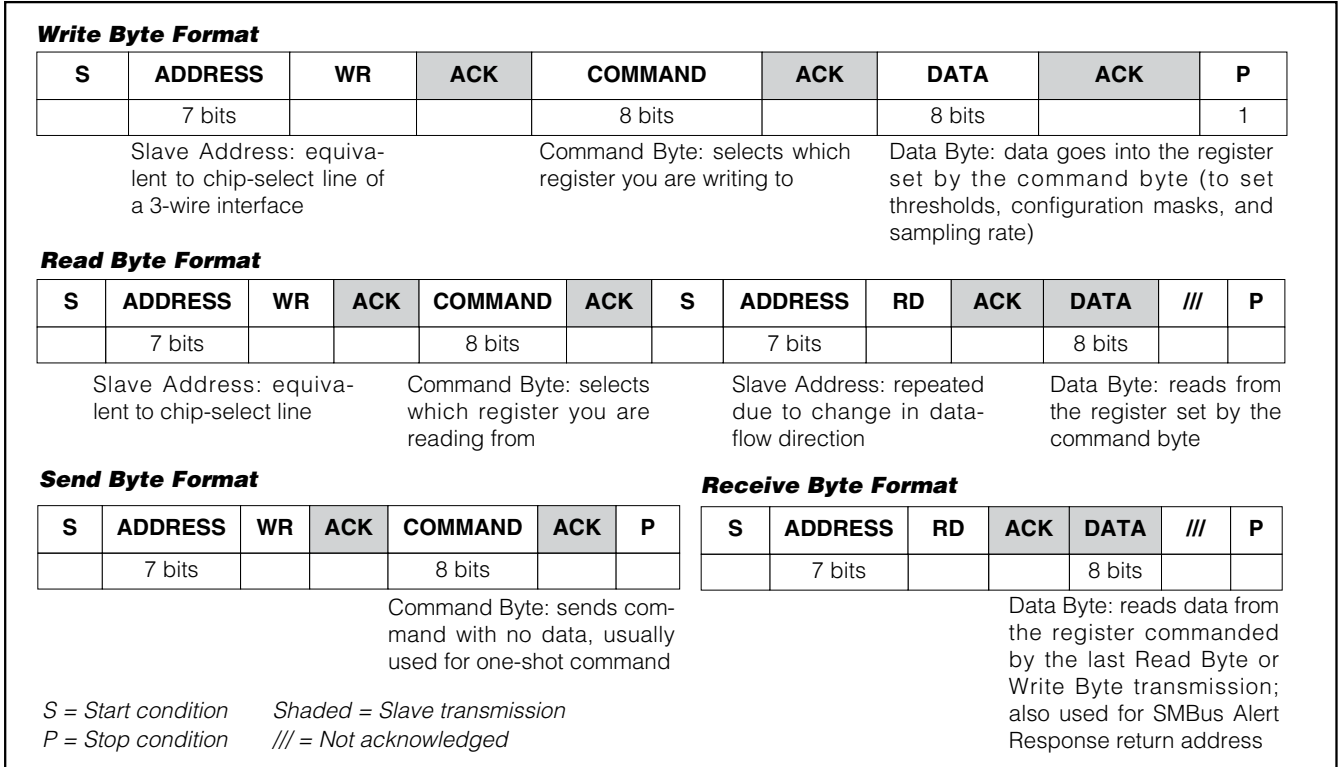 Write Byte Format
S ADDRESS WR ACK COMMAND ACK DATA ACK P
7 bits 8 bits 8 bits 1
Slave Address: equiva-
lent to chip-select line of
a 3-wire interface
Command Byte: selects which
register you are writing to
Data Byte: data goes into the register
set by the command byte (to set
thresholds, configuration masks, and
sampling rate)
Read Byte Format
S ADDRESS WR ACK COMMAND ACK S ADDRESS RD ACK DATA /// P
7 bits 8 bits 7 bits 8 bits
Slave Address: equiva-
lent to chip-select line
Command Byte: selects
which register you are
reading from
Slave Address: repeated
due to change in data-
flow direction
Data Byte: reads from
the register set by the
command byte
Send Byte Format
S ADDRESS WR ACK COMMAND ACK P
7 bits 8 bits
Command Byte: sends com-
mand with no data, usually
used for one-shot command
Receive Byte Format
S ADDRESS RD ACK DATA /// P
7 bits 8 bits
Data Byte: reads data from
the register commanded
by the last Read Byte or
Write Byte transmission;
also used for SMBus Alert
Response return address
S = Start condition Shaded = Slave transmission
P = Stop condition /// = Not acknowledged